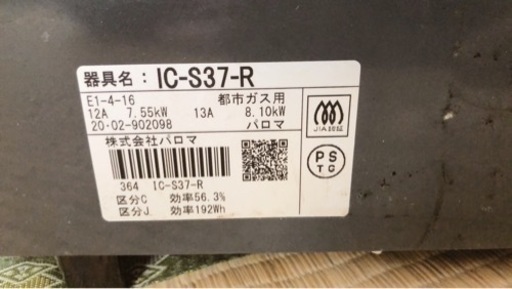 器具名： IC-S37-R
E1-4-16 都市ガス用
12A 7.55kW 13A 8.10kW
20・02-902098 パロマ
株式会社パロマ
364 IC-S37-R
区分C 効率56.3%
区分J. 効率192Wh
JIA認証
PS
TG